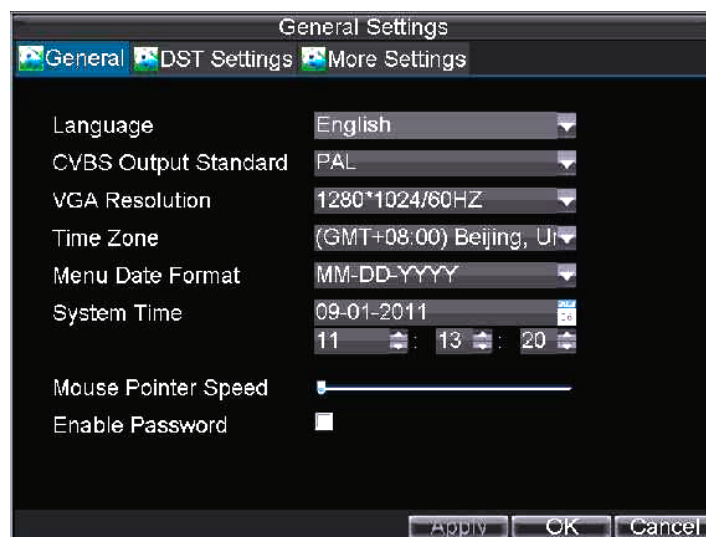 General Settings
General DST Settings More Settings
Language English
CVBS Output Standard PAL
VGA Resolution 1280*1024/60HZ
Time Zone (GMT+08:00) Beijing,
Menu Date Format MM-DD-YYYY
System Time 09-01-2011
11 : 13 : 20
Mouse Pointer Speed
Enable Password
Apply OK Cancel